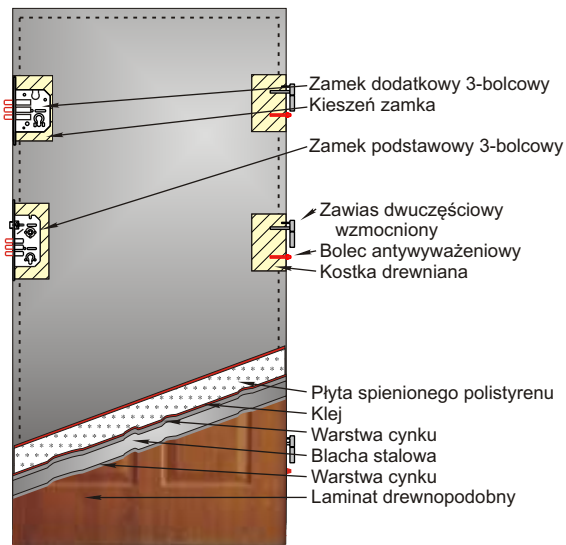 Zamek dodatkowy 3-bolcowy
Kieszeń zamka
Zamek podstawowy 3-bolcowy
Zawias dwuczęściowy
wzmocniony
Bolec antywyważeniowy
Kostka drewniana
Płyta spienionego polistyrenu
Klej
Warstwa cynku
Blacha stalowa
Warstwa cynku
Laminat drewnopodobny